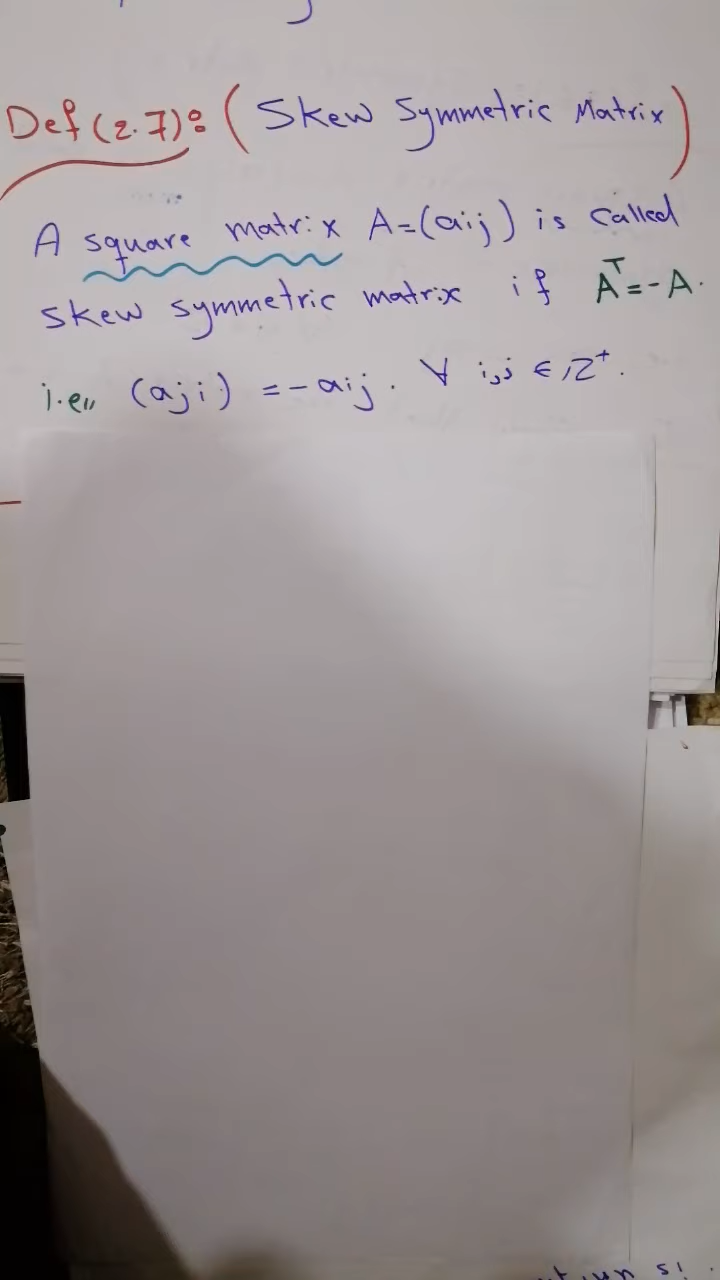 Def (2.7): (Skew Symmetric Matrix)
A square matrix A=(aij) is called
skew symmetric matrix if Aᵀ=-A.
i.e,, (aji) = -aij. ∀ i,j ∈ ℤ⁺.